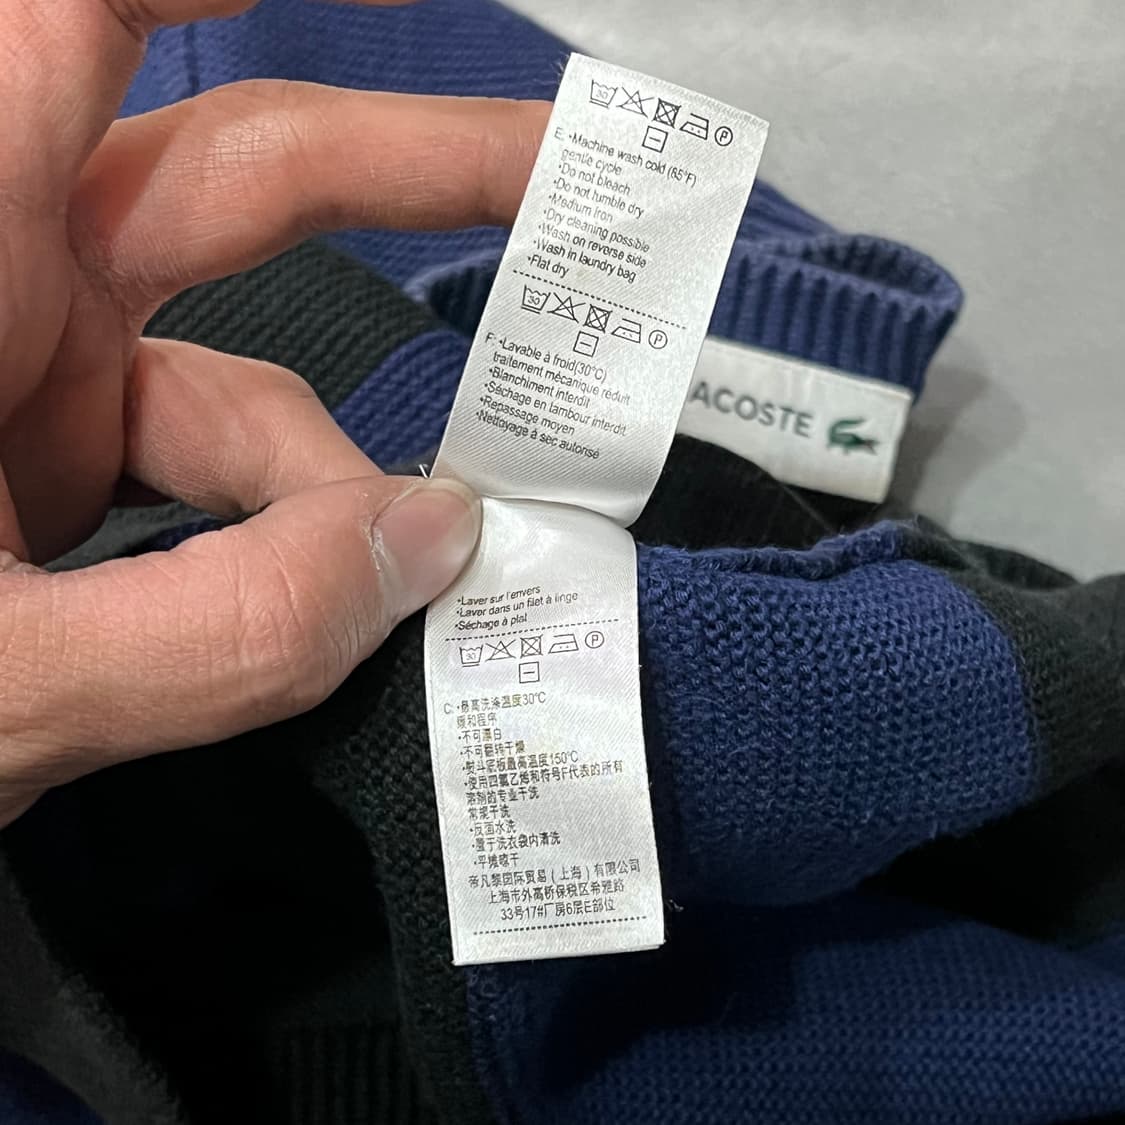 30 P
E: •Machine wash cold (85°F)
gentle cycle
•Do not bleach
•Do not tumble dry
•Medium iron
•Dry cleaning possible
•Wash on reverse side
•Wash in laundry bag
•Flat dry
30 P
F: •Lavable à froid(30°C)
traitement mécanique réduit
•Blanchiment interdit
•Séchage en tambour interdit
•Repassage moyen
•Nettoyage à sec autorisé
ACOSTE
•Laver sur l'envers
•Laver dans un filet à linge
•Séchage à plat
30 P
C: •最高洗涤温度30°C
缓和程序
•不可漂白
•不可翻转干燥
•熨斗底板最高温度150°C
•使用四氯乙烯和符号F代表的所有
溶剂的专业干洗
常规干洗
•反面水洗
•置于洗衣袋内清洗
•平摊晾干
帝凡黎国际贸易(上海)有限公司
上海市外高桥保税区希雅路
33号17#厂房6层E部位